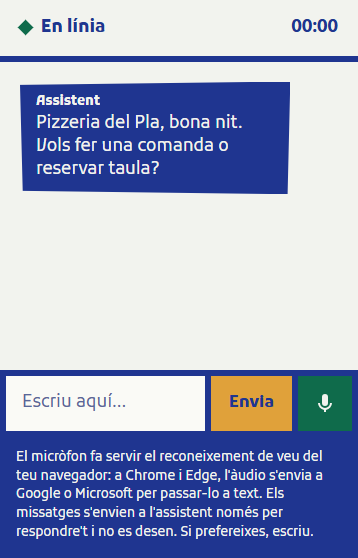 En línia
00:00
Assistent
Pizzeria del Pla, bona nit.
Vols fer una comanda o
reservar taula?
Escriu aquí...
Envia
El micròfon fa servir el reconeixement de veu del
teu navegador: a Chrome i Edge, l'àudio s'envia a
Google o Microsoft per passar-lo a text. Els
missatges s'envien a l'assistent només per
respondre't i no es desen. Si prefereixes, escriu.